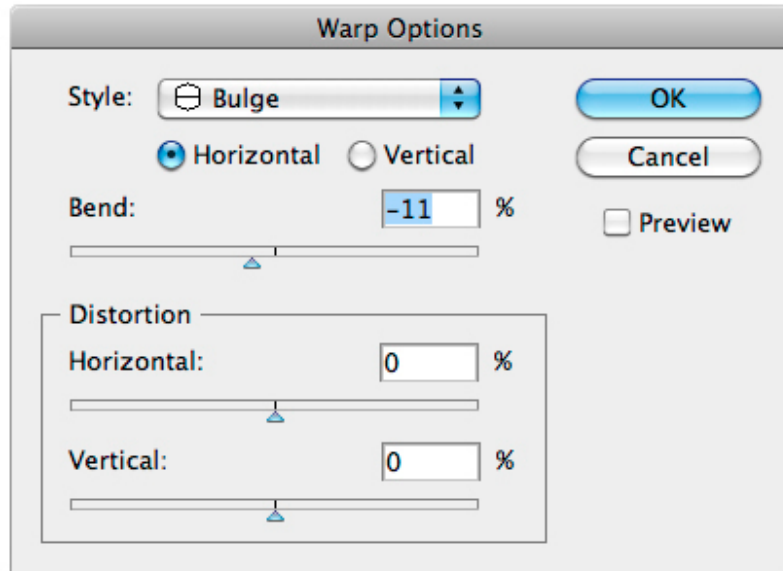 Warp Options
Style: Bulge
OK
Horizontal Vertical
Cancel
Bend: -11 %
Preview
Distortion
Horizontal: 0 %
Vertical: 0 %